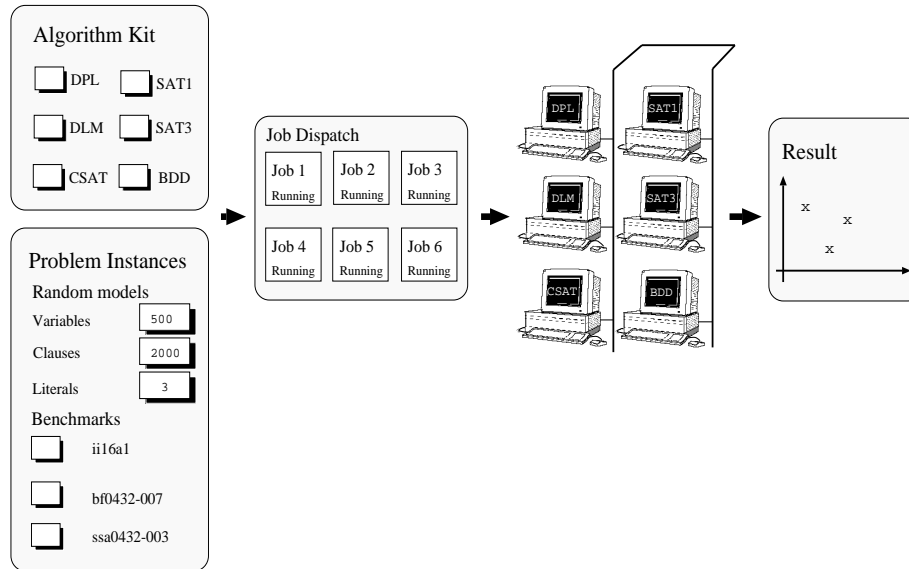 Algorithm Kit
DPL
SAT1
DLM
SAT3
CSAT
BDD
Problem Instances
Random models
Variables
500
Clauses
2000
Literals
3
Benchmarks
ii16a1
bf0432-007
ssa0432-003
Job Dispatch
Job 1
Running
Job 2
Running
Job 3
Running
Job 4
Running
Job 5
Running
Job 6
Running
DPL
SAT1
DLM
SAT3
CSAT
BDD
Result
x
x
x